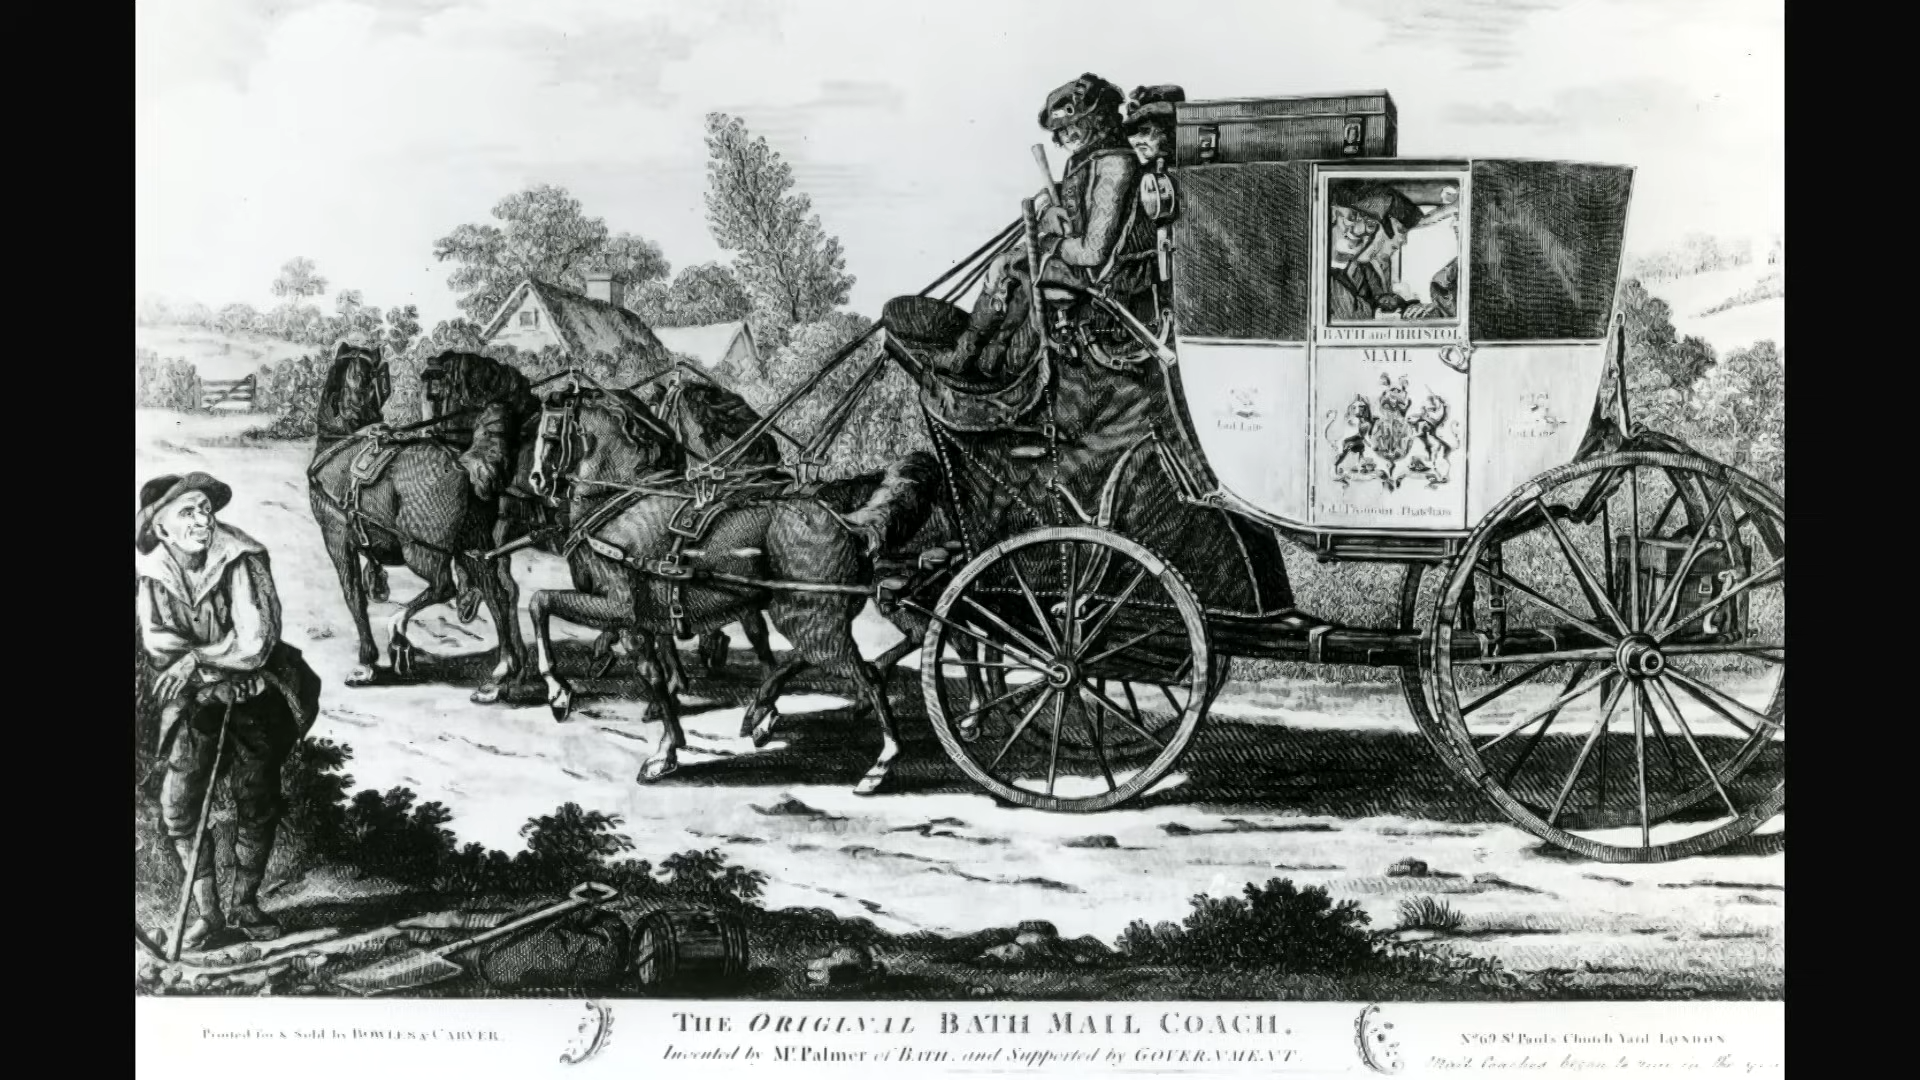 BATH and BRISTOL
MAIL
Thatcham
Printed for & Sold by BOWLES & CARVER.
THE ORIGINAL BATH MAIL COACH.
Invented by Mr. Palmer of BATH, and Supported by GOVERNMENT.
No. 69 St. Paul's Church Yard LONDON
Mail Coaches began to run in the